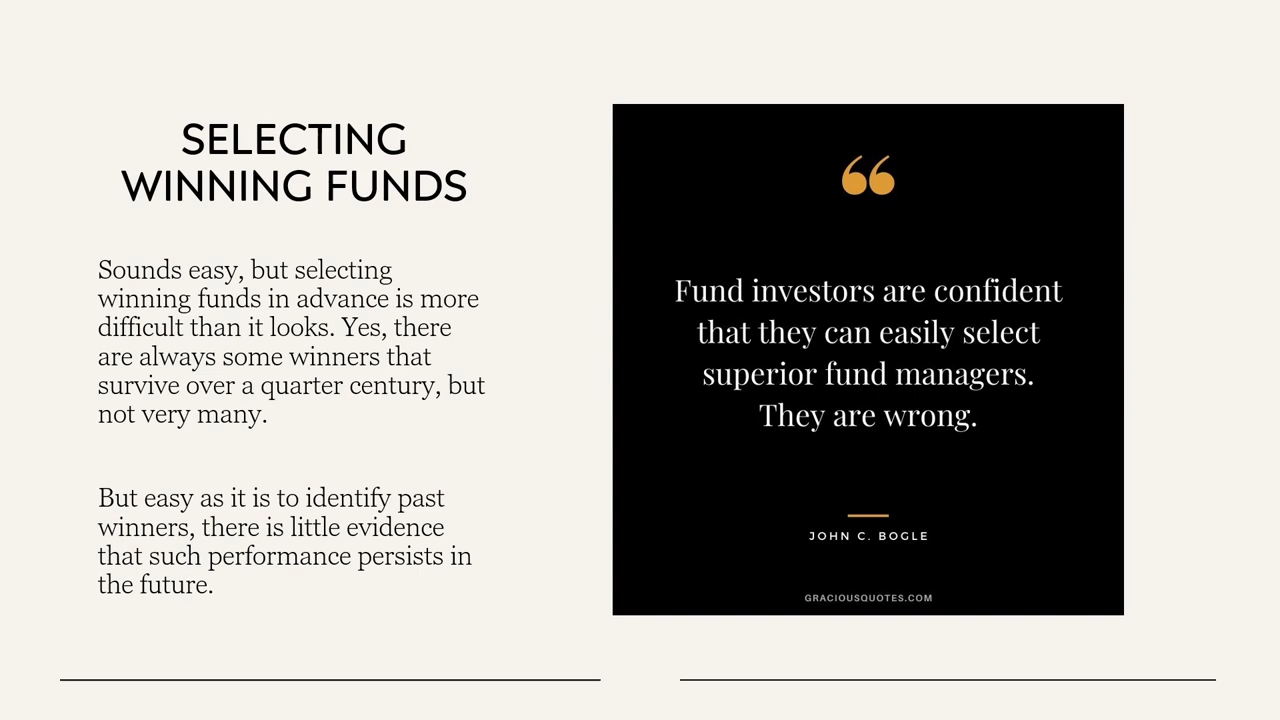 SELECTING
WINNING FUNDS
Sounds easy, but selecting
winning funds in advance is more
difficult than it looks. Yes, there
are always some winners that
survive over a quarter century, but
not very many.
But easy as it is to identify past
winners, there is little evidence
that such performance persists in
the future.
“
Fund investors are confident
that they can easily select
superior fund managers.
They are wrong.
JOHN C. BOGLE
GRACIOUSQUOTES.COM